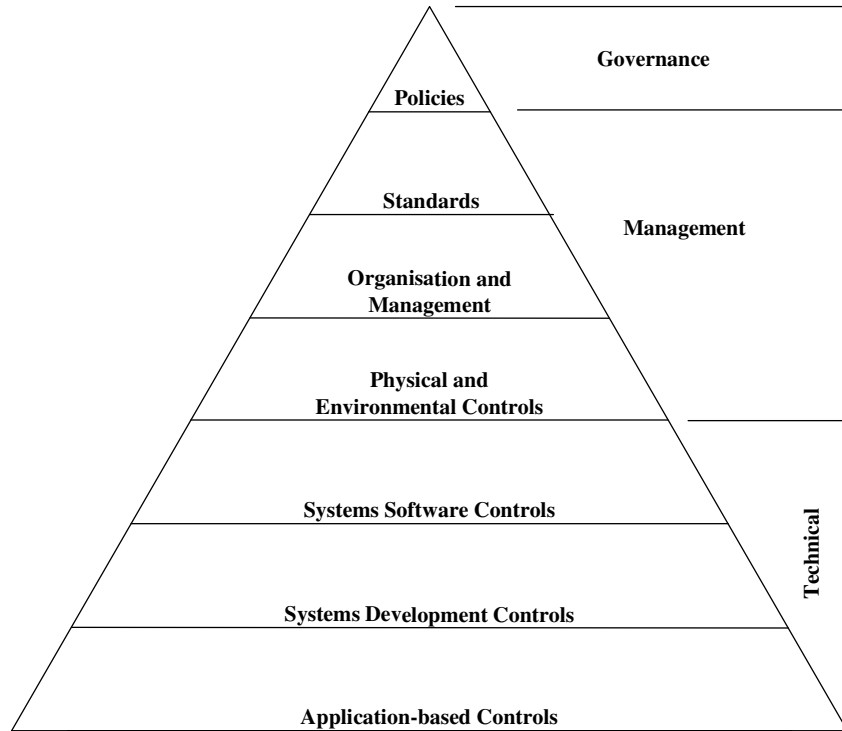 Governance
Policies
Standards
Management
Organisation and
Management
Physical and
Environmental Controls
Systems Software Controls
Technical
Systems Development Controls
Application-based Controls